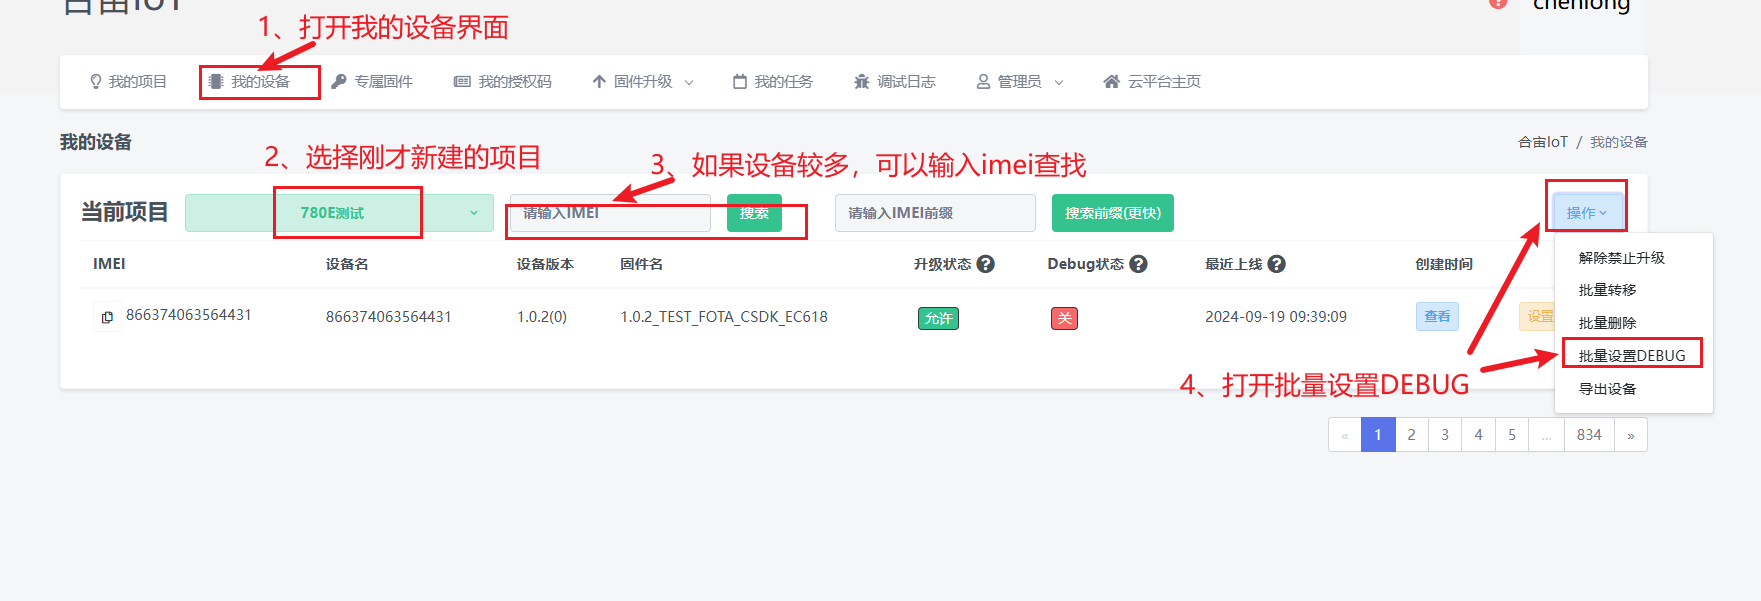 合宙IoT
chenlong
1、打开我的设备界面
我的项目 我的设备 专属固件 我的授权码 固件升级 我的任务 调试日志 管理员 云平台主页
我的设备
合宙IoT / 我的设备
2、选择刚才新建的项目
3、如果设备较多，可以输入imei查找
当前项目 780E测试 请输入IMEI 搜索 请输入IMEI前缀 搜索前缀(更快) 操作
IMEI 设备名 设备版本 固件名 升级状态 Debug状态 最近上线 创建时间
866374063564431 866374063564431 1.0.2(0) 1.0.2_TEST_FOTA_CSDK_EC618 允许 关 2024-09-19 09:39:09 查看 设置
解除禁止升级
批量转移
批量删除
批量设置DEBUG
导出设备
4、打开批量设置DEBUG
« 1 2 3 4 5 ... 834 »